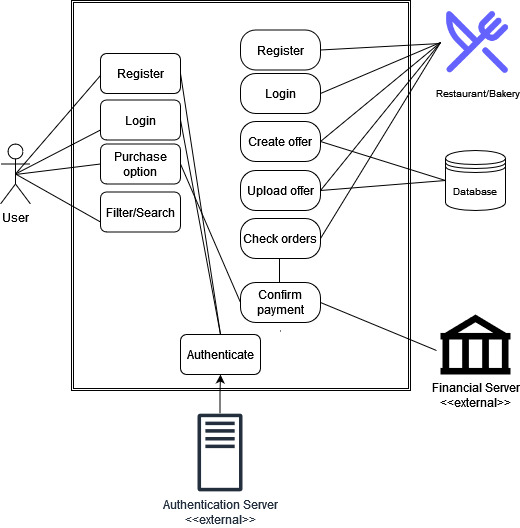 Register
Login
Purchase
option
Filter/Search
User
Register
Login
Create offer
Upload offer
Check orders
Confirm
payment
Authenticate
Restaurant/Bakery
Database
Financial Server
<<external>>
Authentication Server
<<external>>